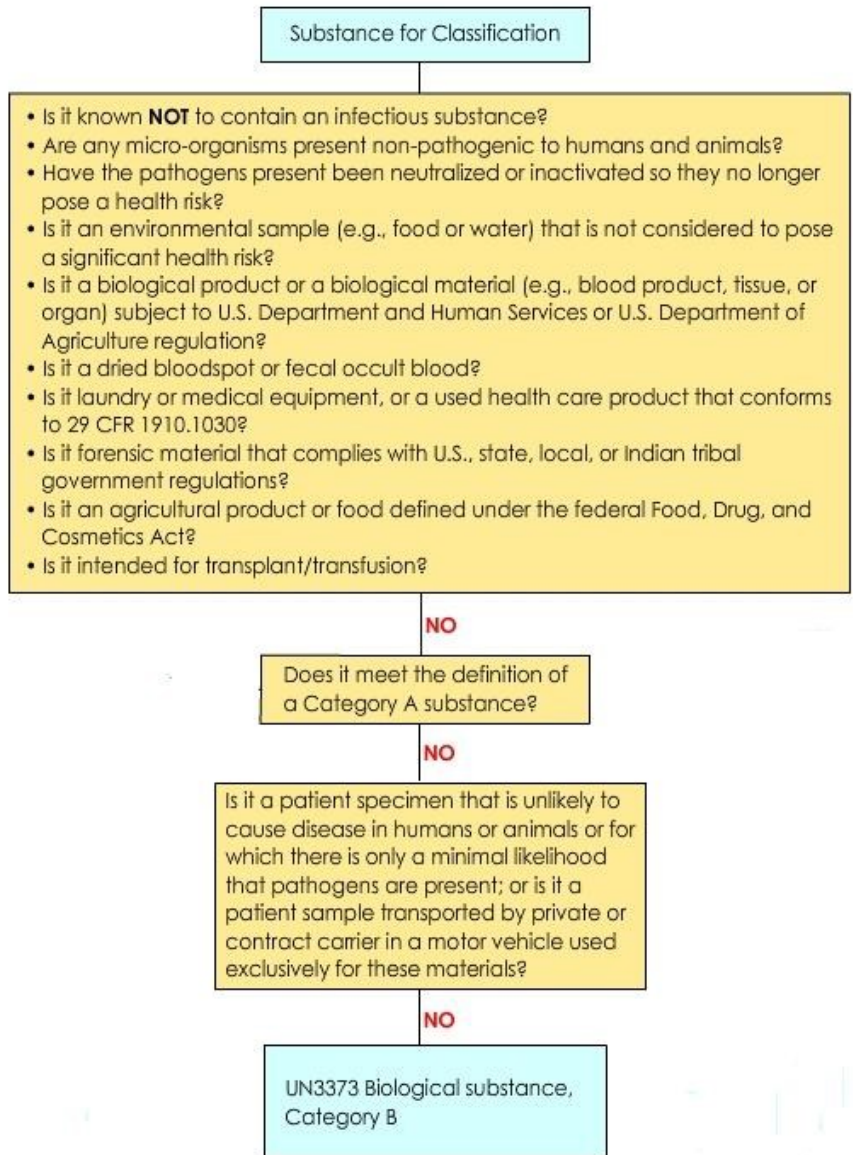 Substance for Classification
• Is it known NOT to contain an infectious substance?
• Are any micro-organisms present non-pathogenic to humans and animals?
• Have the pathogens present been neutralized or inactivated so they no longer
pose a health risk?
• Is it an environmental sample (e.g., food or water) that is not considered to pose
a significant health risk?
• Is it a biological product or a biological material (e.g., blood product, tissue, or
organ) subject to U.S. Department and Human Services or U.S. Department of
Agriculture regulation?
• Is it a dried bloodspot or fecal occult blood?
• Is it laundry or medical equipment, or a used health care product that conforms
to 29 CFR 1910.1030?
• Is it forensic material that complies with U.S., state, local, or Indian tribal
government regulations?
• Is it an agricultural product or food defined under the federal Food, Drug, and
Cosmetics Act?
• Is it intended for transplant/transfusion?
NO
Does it meet the definition of
a Category A substance?
NO
Is it a patient specimen that is unlikely to
cause disease in humans or animals or for
which there is only a minimal likelihood
that pathogens are present; or is it a
patient sample transported by private or
contract carrier in a motor vehicle used
exclusively for these materials?
NO
UN3373 Biological substance,
Category B